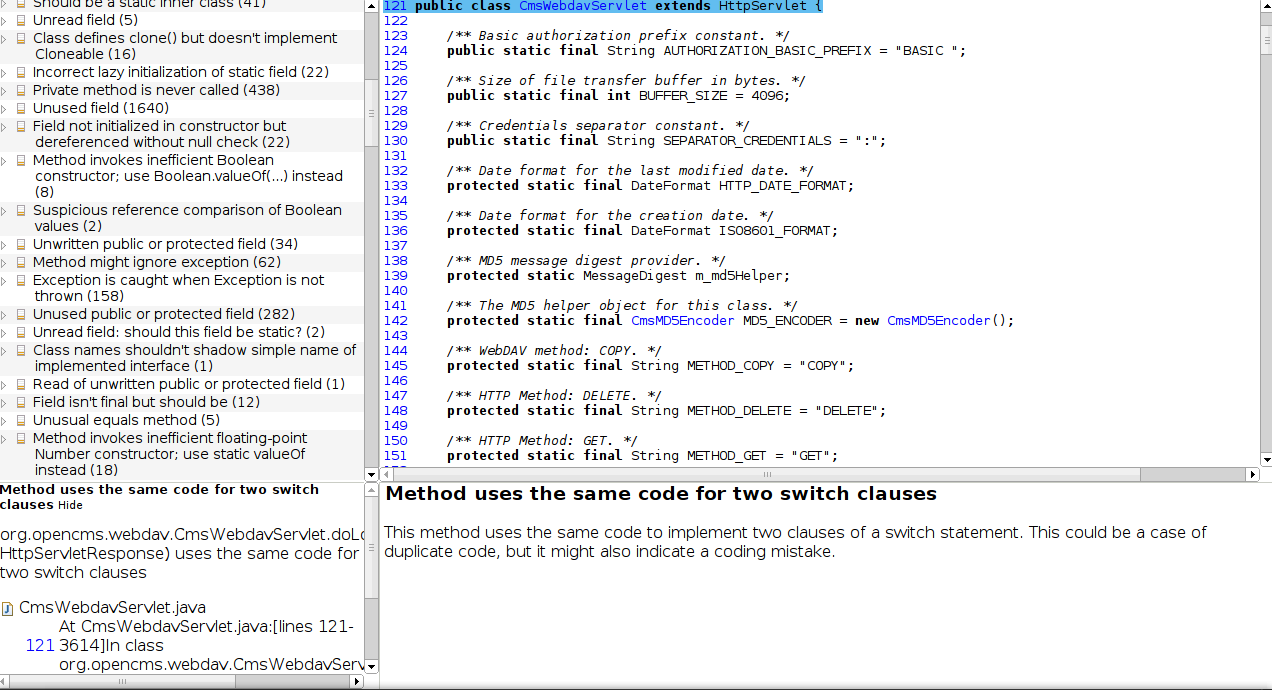 Should be a static inner class (41)
Unread field (5)
Class defines clone() but doesn't implement
Cloneable (16)
Incorrect lazy initialization of static field (22)
Private method is never called (438)
Unused field (1640)
Field not initialized in constructor but
dereferenced without null check (22)
Method invokes inefficient Boolean
constructor; use Boolean.valueOf(...) instead
(8)
Suspicious reference comparison of Boolean
values (2)
Unwritten public or protected field (34)
Method might ignore exception (62)
Exception is caught when Exception is not
thrown (158)
Unused public or protected field (282)
Unread field: should this field be static? (2)
Class names shouldn't shadow simple name of
implemented interface (1)
Read of unwritten public or protected field (1)
Field isn't final but should be (12)
Unusual equals method (5)
Method invokes inefficient floating-point
Number constructor; use static valueOf
instead (18)
121 public class CmsWebdavServlet extends HttpServlet {
122
123 /** Basic authorization prefix constant. */
124 public static final String AUTHORIZATION_BASIC_PREFIX = "BASIC ";
125
126 /** Size of file transfer buffer in bytes. */
127 public static final int BUFFER_SIZE = 4096;
128
129 /** Credentials separator constant. */
130 public static final String SEPARATOR_CREDENTIALS = ":";
131
132 /** Date format for the last modified date. */
133 protected static final DateFormat HTTP_DATE_FORMAT;
134
135 /** Date format for the creation date. */
136 protected static final DateFormat ISO8601_FORMAT;
137
138 /** MD5 message digest provider. */
139 protected static MessageDigest m_md5Helper;
140
141 /** The MD5 helper object for this class. */
142 protected static final CmsMD5Encoder MD5_ENCODER = new CmsMD5Encoder();
143
144 /** WebDAV method: COPY. */
145 protected static final String METHOD_COPY = "COPY";
146
147 /** HTTP Method: DELETE. */
148 protected static final String METHOD_DELETE = "DELETE";
149
150 /** HTTP Method: GET. */
151 protected static final String METHOD_GET = "GET";
Method uses the same code for two switch
clauses Hide
org.opencms.webdav.CmsWebdavServlet.doLo
HttpServletResponse) uses the same code for
two switch clauses
CmsWebdavServlet.java
At CmsWebdavServlet.java:[lines 121-
121 3614]In class
org.opencms.webdav.CmsWebdavServ
Method uses the same code for two switch clauses
This method uses the same code to implement two clauses of a switch statement. This could be a case of
duplicate code, but it might also indicate a coding mistake.